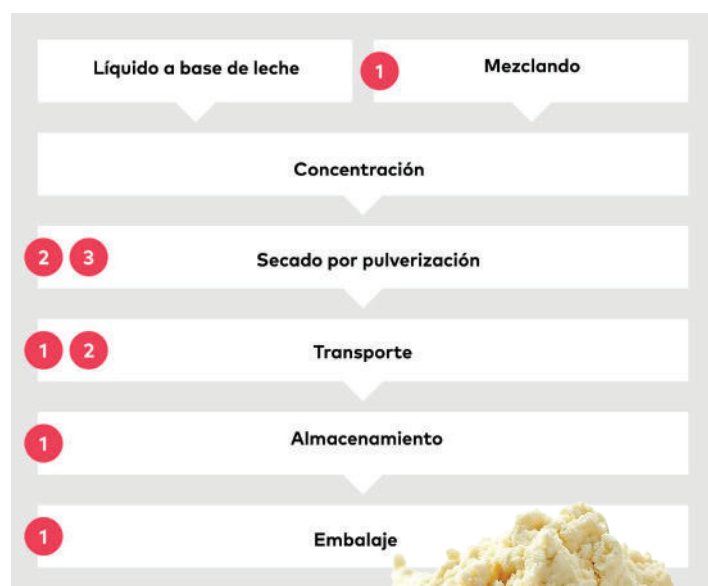 Líquido a base de leche
1 Mezclando
Concentración
2 3 Secado por pulverización
1 2 Transporte
1 Almacenamiento
1 Embalaje